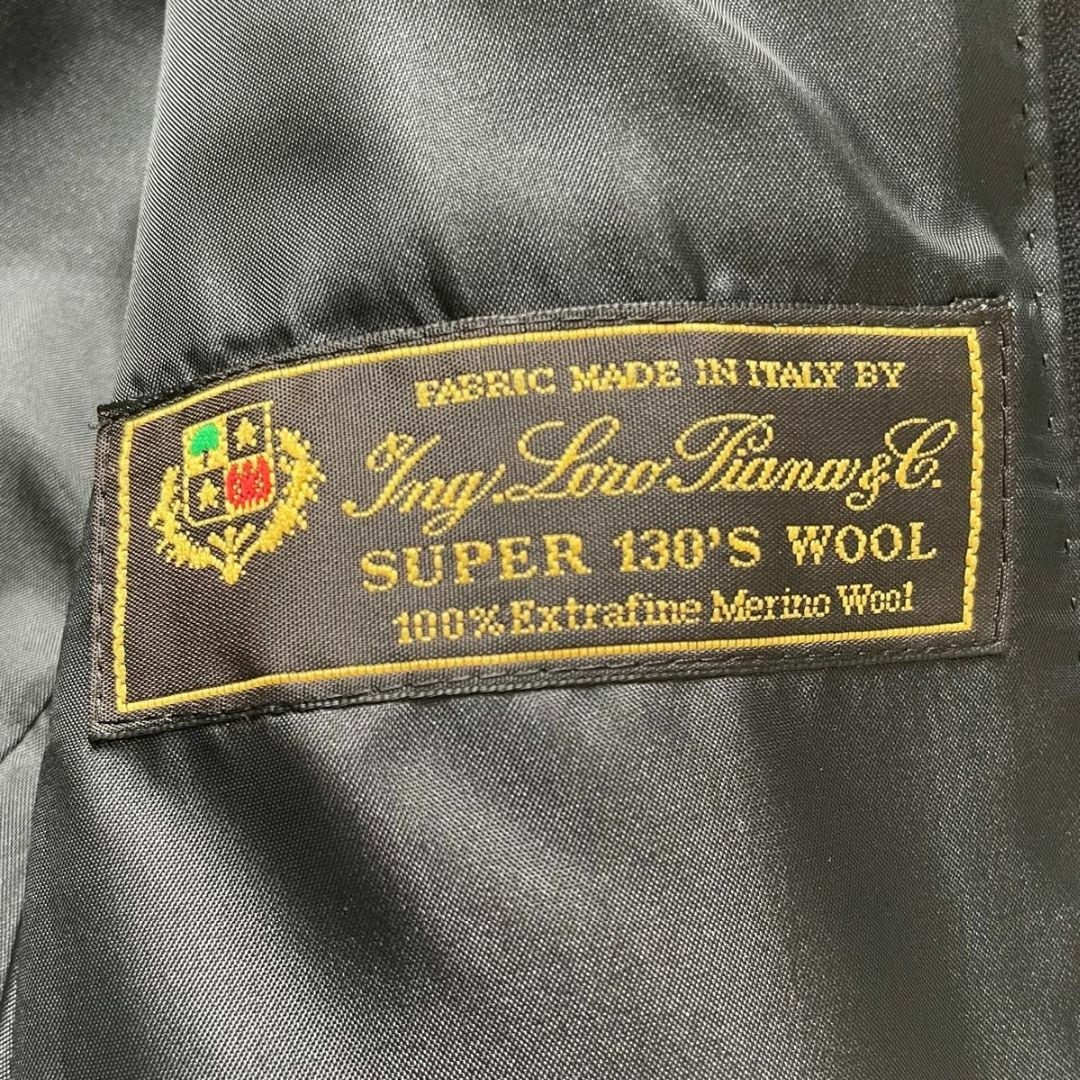 FABRIC MADE IN ITALY BY
Ing. Loro Piana & C.
SUPER 130'S WOOL
100% Extrafine Merino Wool